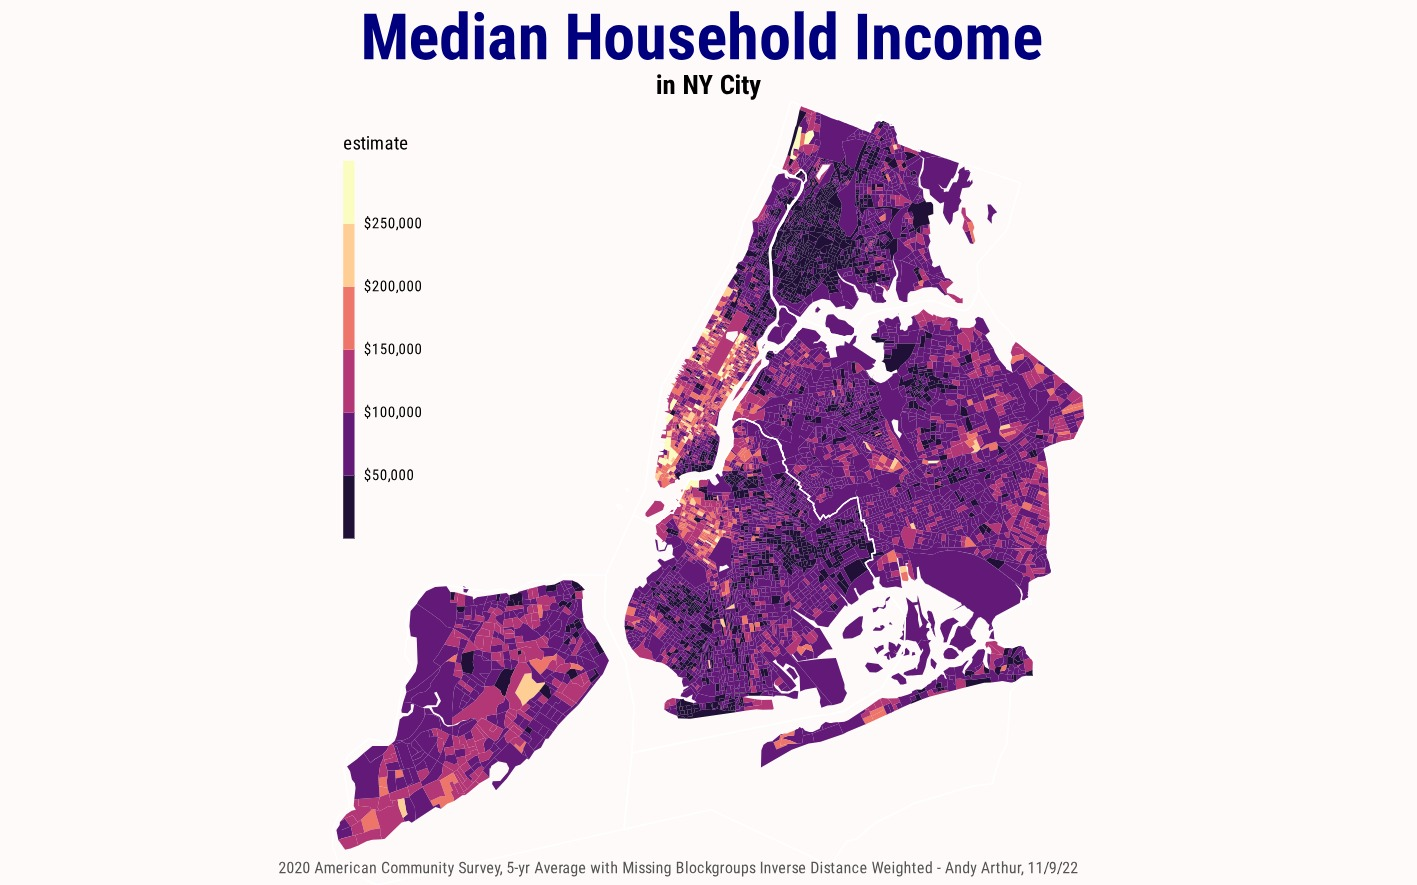 Median Household Income
in NY City
estimate
$250,000
$200,000
$150,000
$100,000
$50,000
2020 American Community Survey, 5-yr Average with Missing Blockgroups Inverse Distance Weighted - Andy Arthur, 11/9/22